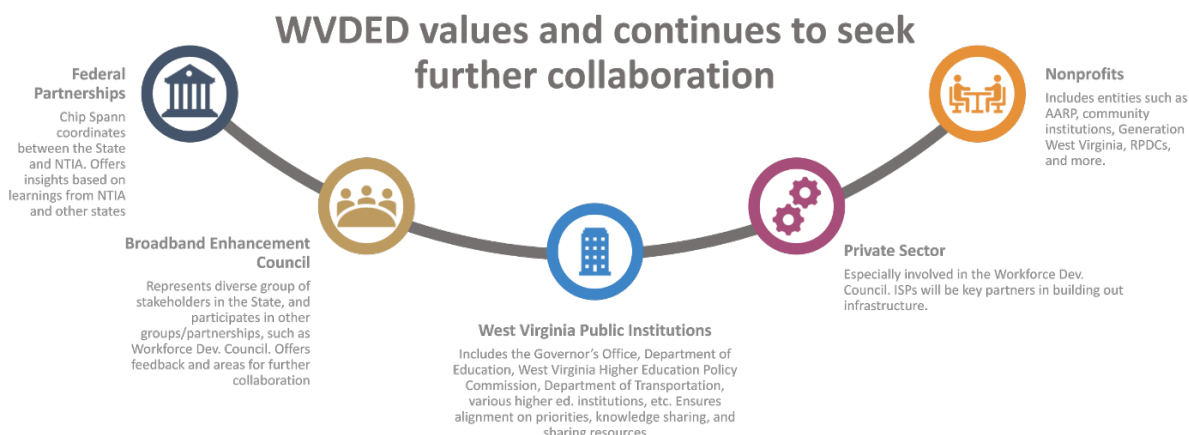 WVDED values and continues to seek
further collaboration
Federal
Partnerships
Chip Spann
coordinates
between the State
and NTIA. Offers
insights based on
learnings from NTIA
and other states
Broadband Enhancement
Council
Represents diverse group of
stakeholders in the State, and
participates in other
groups/partnerships, such as
Workforce Dev. Council. Offers
feedback and areas for further
collaboration
West Virginia Public Institutions
Includes the Governor's Office, Department of
Education, West Virginia Higher Education Policy
Commission, Department of Transportation,
various higher ed. institutions, etc. Ensures
alignment on priorities, knowledge sharing, and
sharing resources
Private Sector
Especially involved in the Workforce Dev.
Council. ISPs will be key partners in building out
infrastructure.
Nonprofits
Includes entities such as
AARP, community
institutions, Generation
West Virginia, RPDCs,
and more.